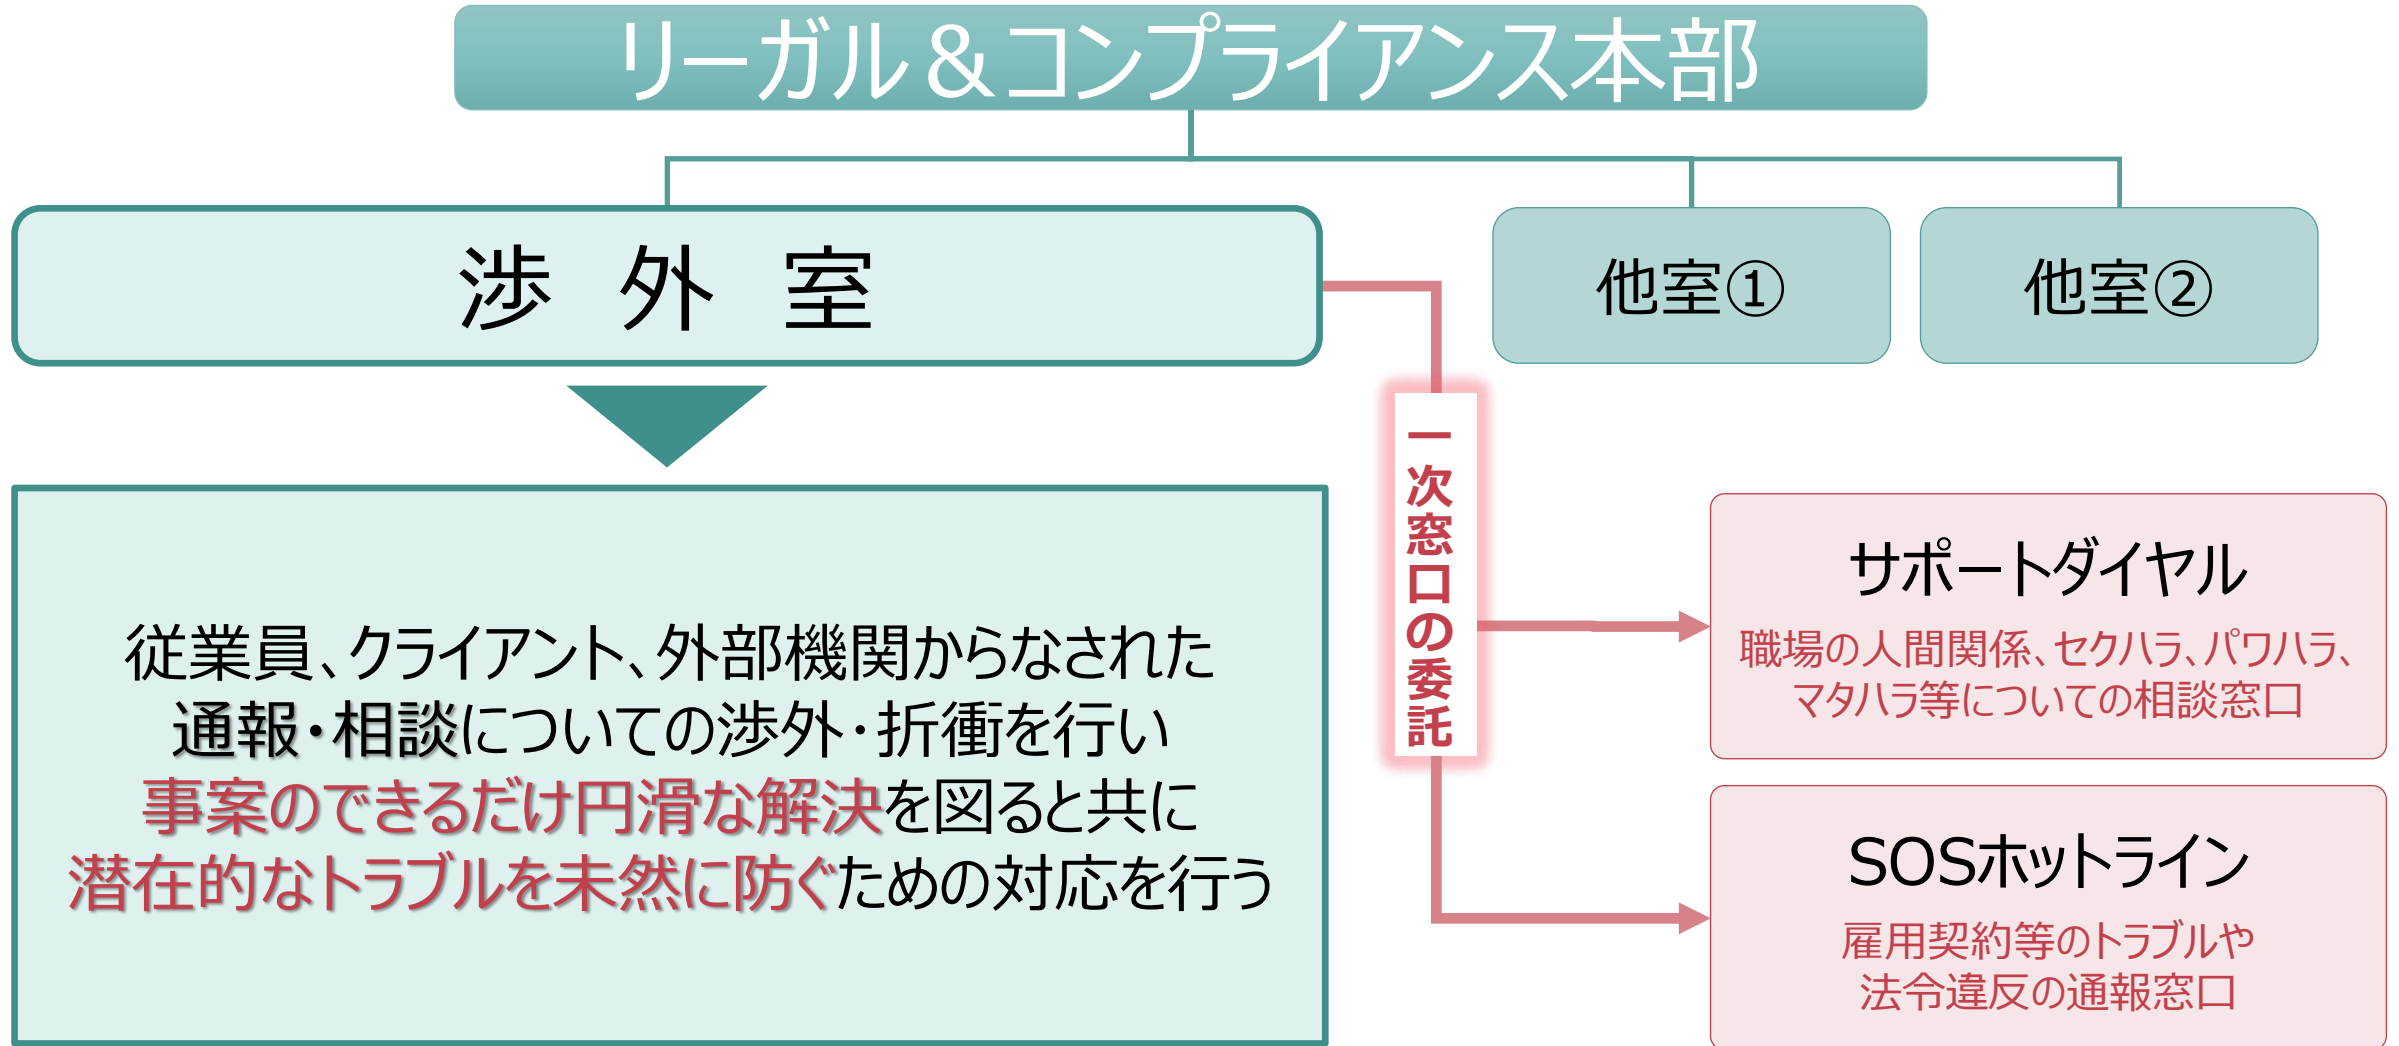 リーガル＆コンプライアンス本部
渉　外　室
他室①
他室②
従業員、クライアント、外部機関からなされた
通報・相談についての渉外・折衝を行い
事案のできるだけ円滑な解決を図ると共に
潜在的なトラブルを未然に防ぐための対応を行う
一次窓口の委託
サポートダイヤル
職場の人間関係、セクハラ、パワハラ、
マタハラ等についての相談窓口
SOSホットライン
雇用契約等のトラブルや
法令違反の通報窓口